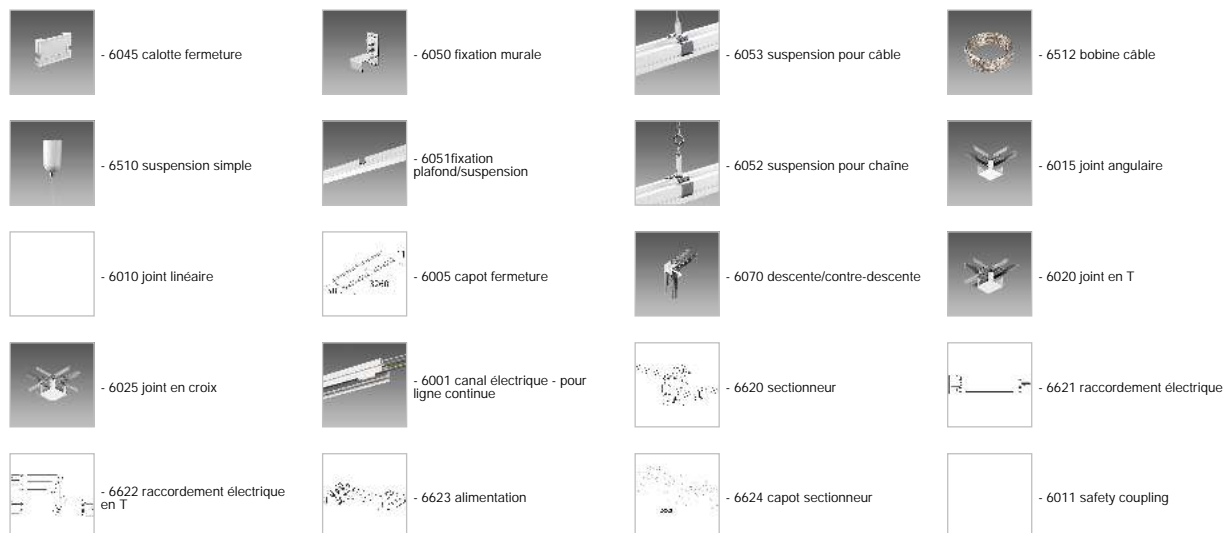 - 6045 calotte fermeture
- 6050 fixation murale
- 6053 suspension pour câble
- 6512 bobine câble
- 6510 suspension simple
- 6051fixation
plafond/suspension
- 6052 suspension pour chaîne
- 6015 joint angulaire
- 6010 joint linéaire
- 6005 capot fermeture
3260
- 6070 descente/contre-descente
- 6020 joint en T
- 6025 joint en croix
- 6001 canal électrique - pour
ligne continue
- 6620 sectionneur
- 6621 raccordement électrique
- 6622 raccordement électrique
en T
- 6623 alimentation
- 6624 capot sectionneur
- 6011 safety coupling